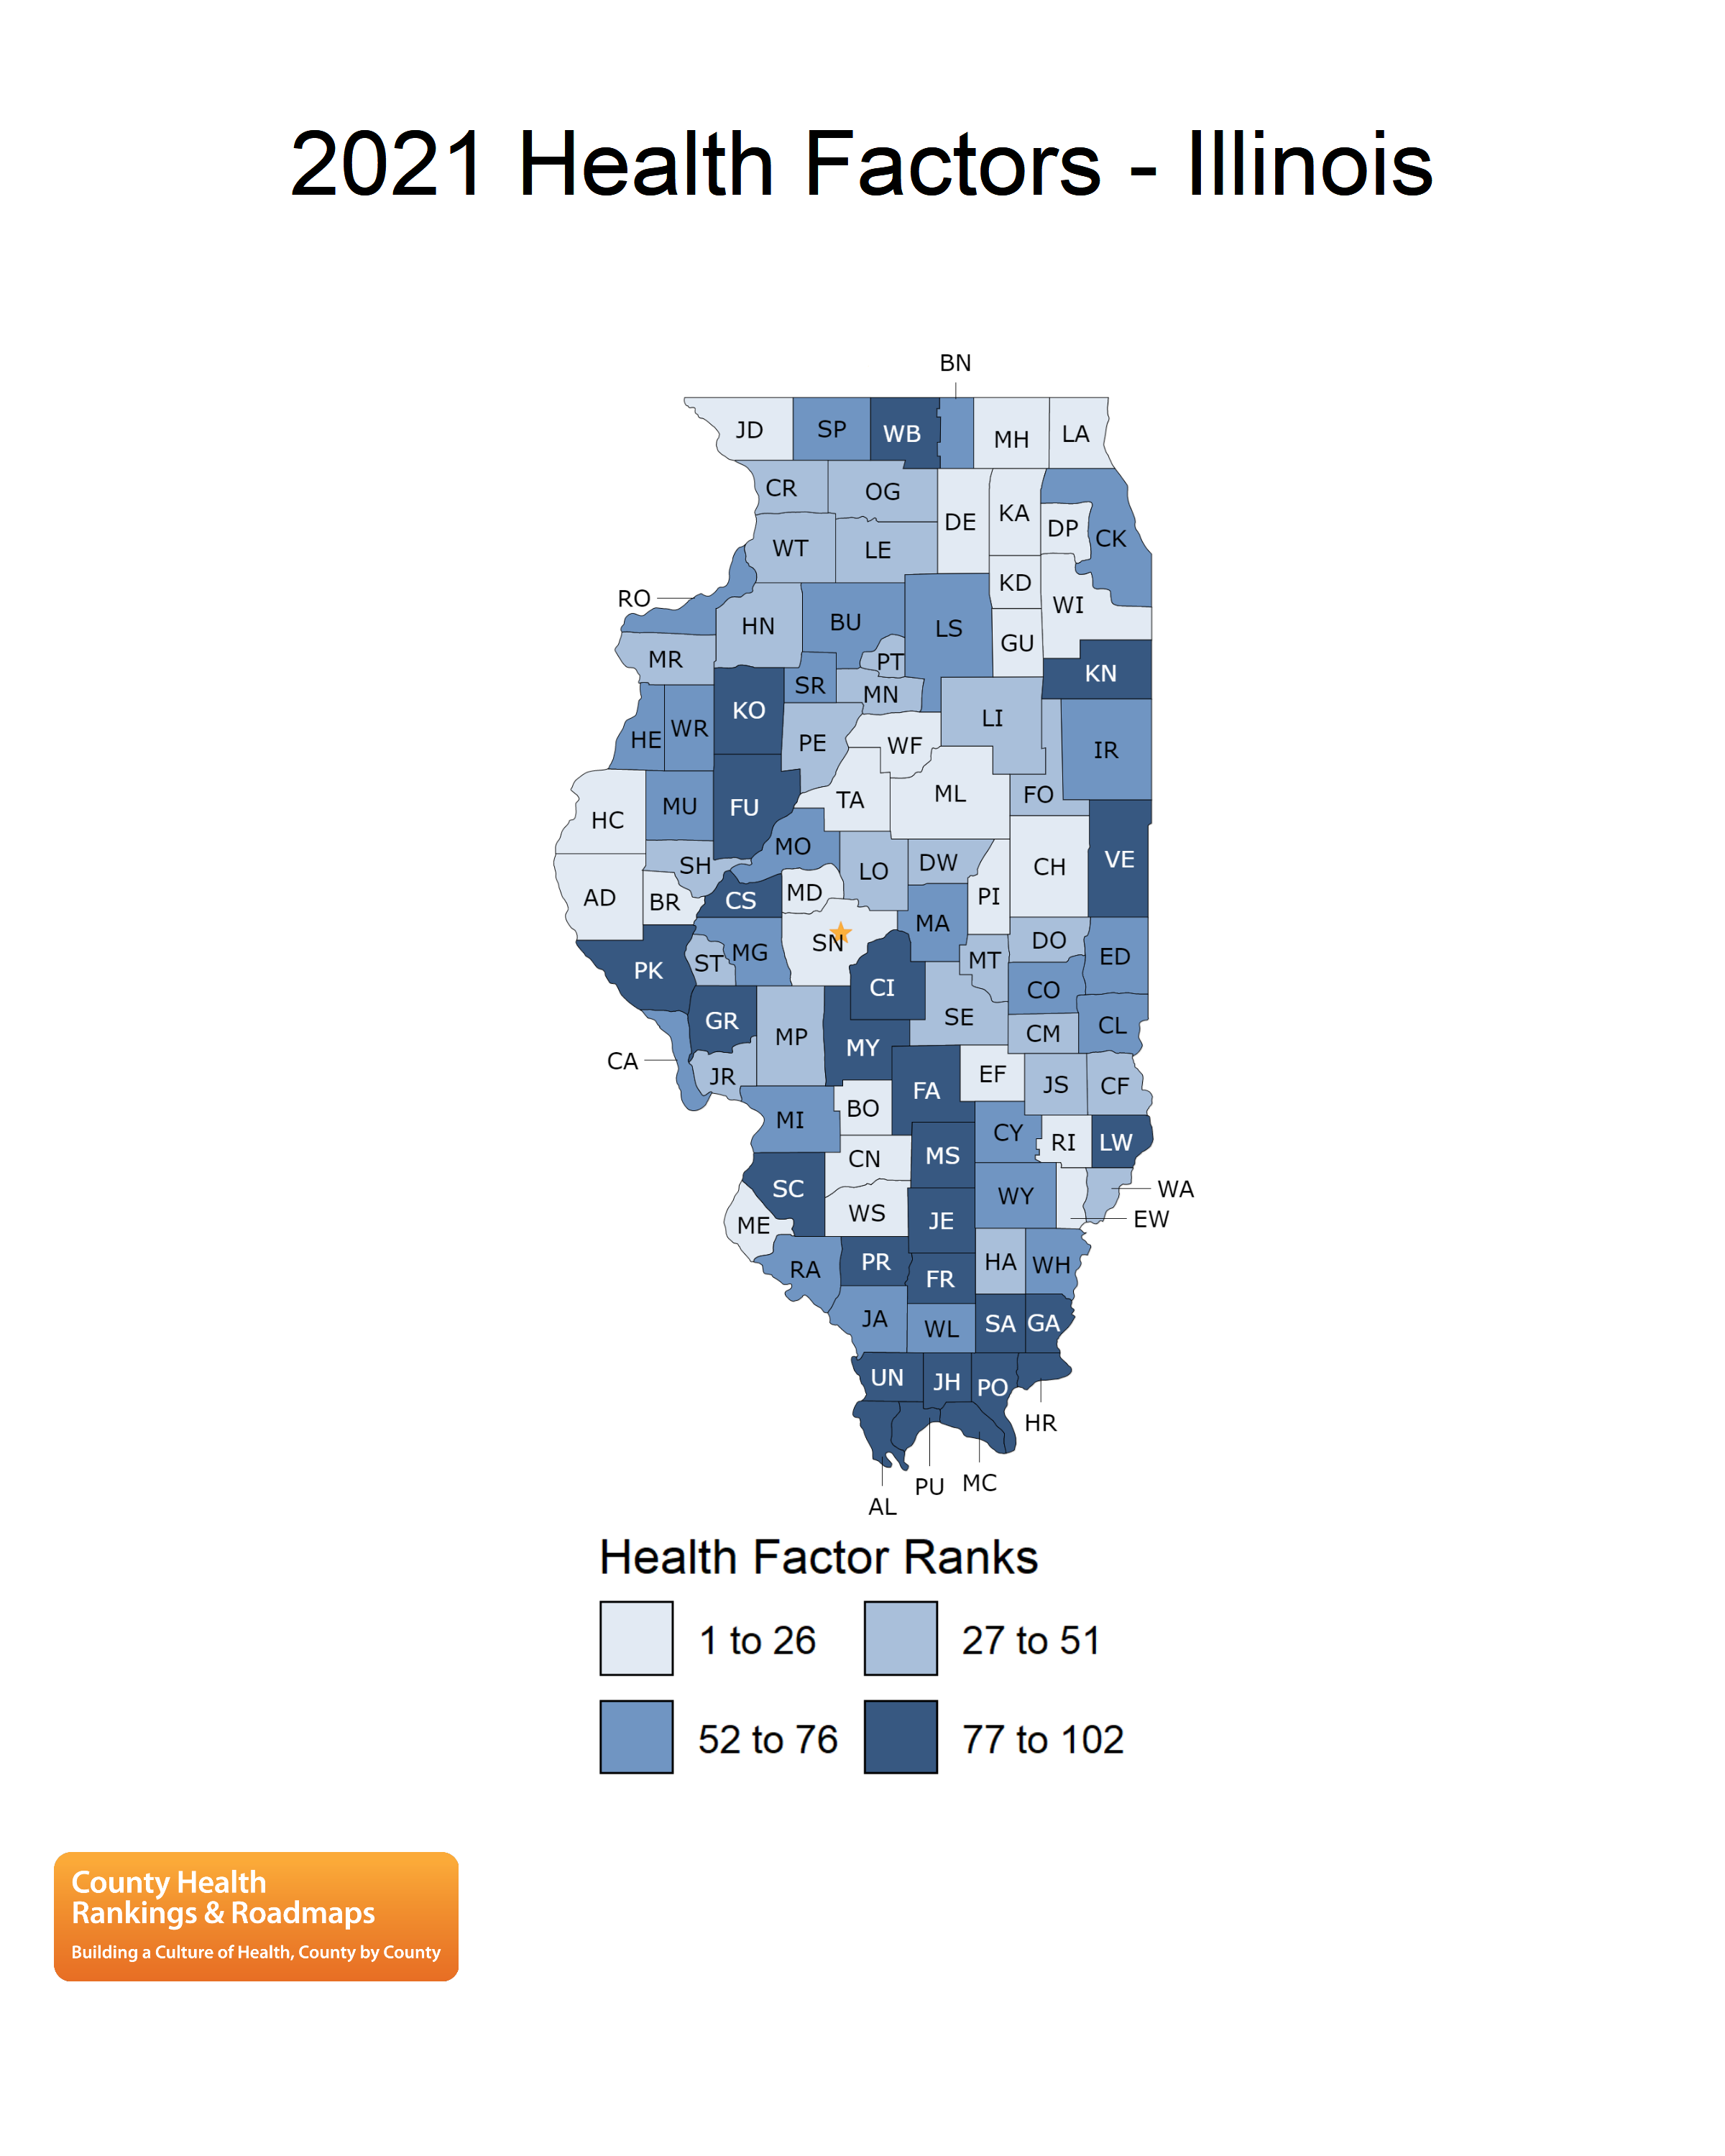 2021 Health Factors - Illinois
BN
JD SP WB MH LA
CR OG DE KA DP CK
WT LE
RO KD WI
HN BU LS GU
MR PT KN
SR MN
KO LI
HE WR PE WF IR
HC MU FU TA ML FO
MO
SH LO DW CH VE
AD BR CS MD PI
MA
SN DO
PK ST MG MT ED
CI CO
GR SE CL
MP MY CM
CA JR EF JS CF
FA
MI BO CY RI LW
CN MS
SC WY WA
ME WS JE EW
RA PR FR HA WH
JA WL SA GA
UN JH PO
HR
AL PU MC
Health Factor Ranks
1 to 26 27 to 51
52 to 76 77 to 102
County Health
Rankings & Roadmaps
Building a Culture of Health, County by County